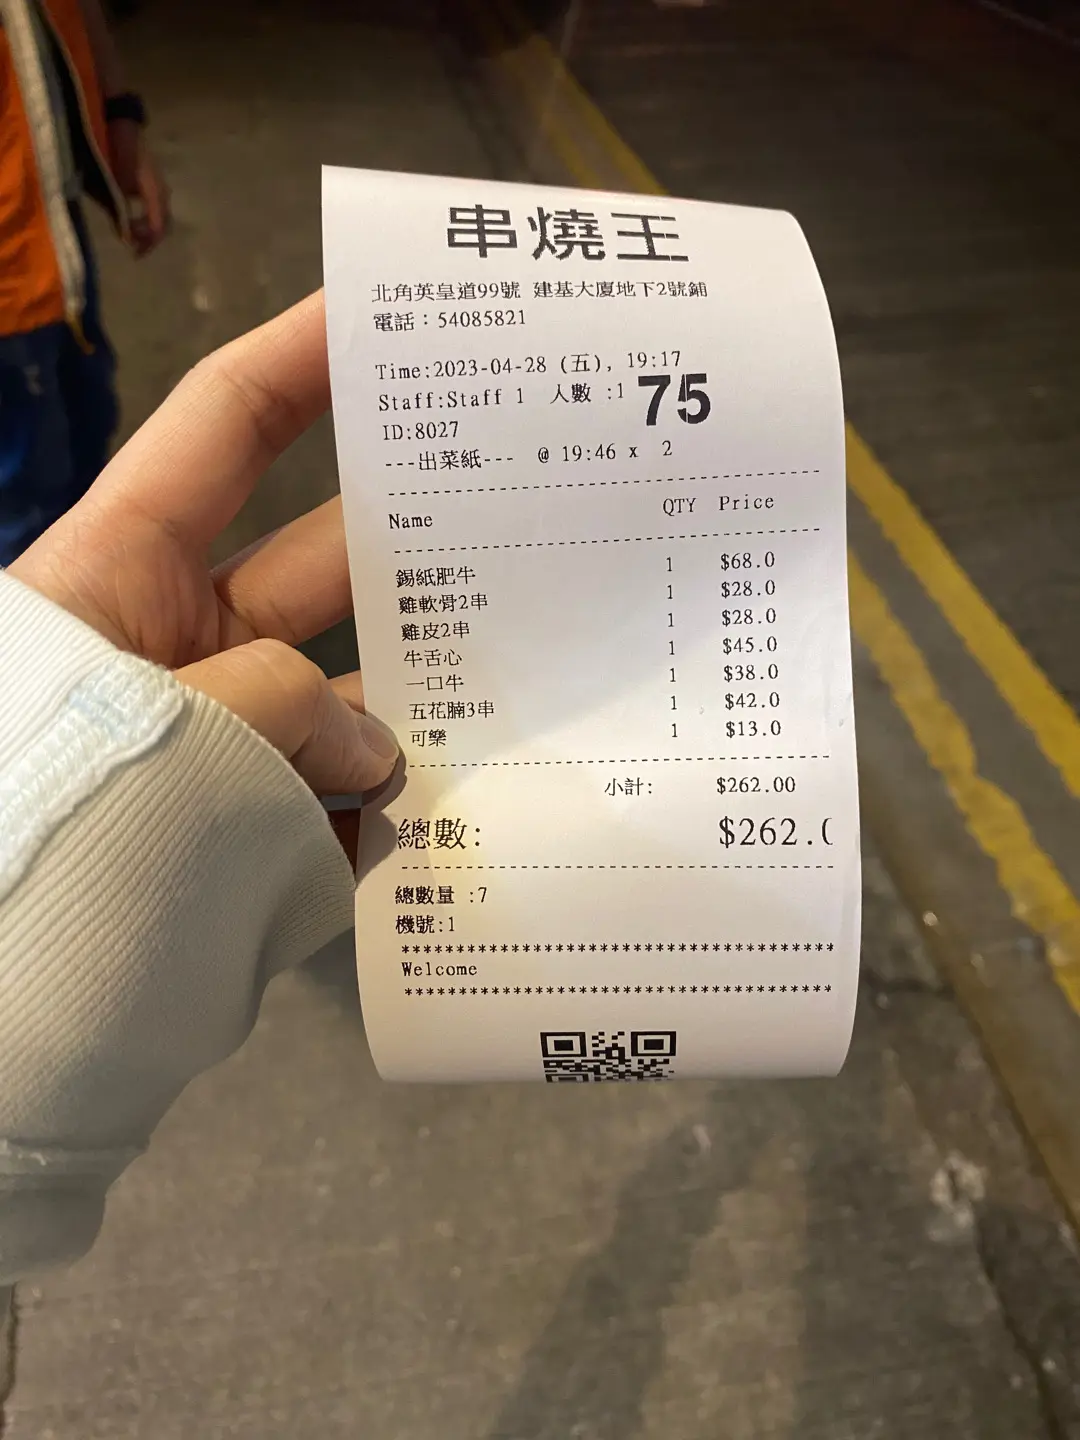 串燒王
北角英皇道99號 建基大廈地下2號鋪
電話：54085821
Time:2023-04-28 (五), 19:17
Staff:Staff 1 人數 :1 75
ID:8027
---出菜紙--- @ 19:46 x 2
Name QTY Price
錫紙肥牛 1 $68.0
雞軟骨2串 1 $28.0
雞皮2串 1 $28.0
牛舌心 1 $45.0
一口牛 1 $38.0
五花腩3串 1 $42.0
可樂 1 $13.0
小計: $262.00
總數: $262.0
總數量 :7
機號:1
****************************************
Welcome
****************************************